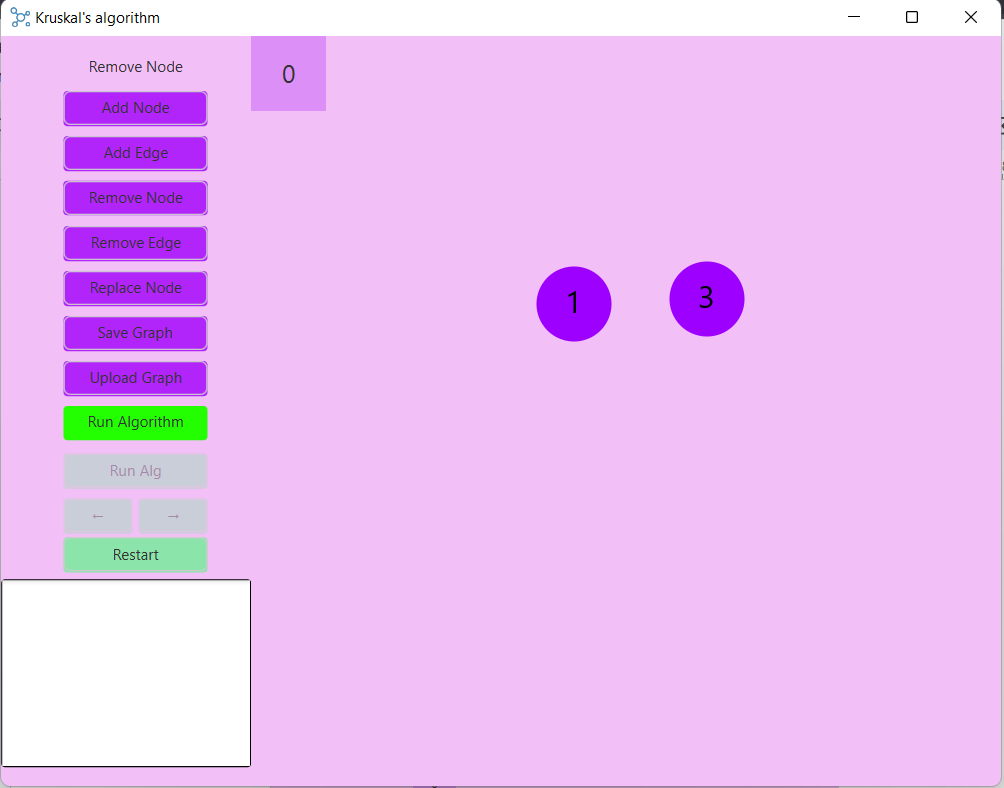 Kruskal's algorithm
Remove Node
0
Add Node
Add Edge
Remove Node
Remove Edge
Replace Node
Save Graph
Upload Graph
Run Algorithm
Run Alg
← →
Restart
1 3